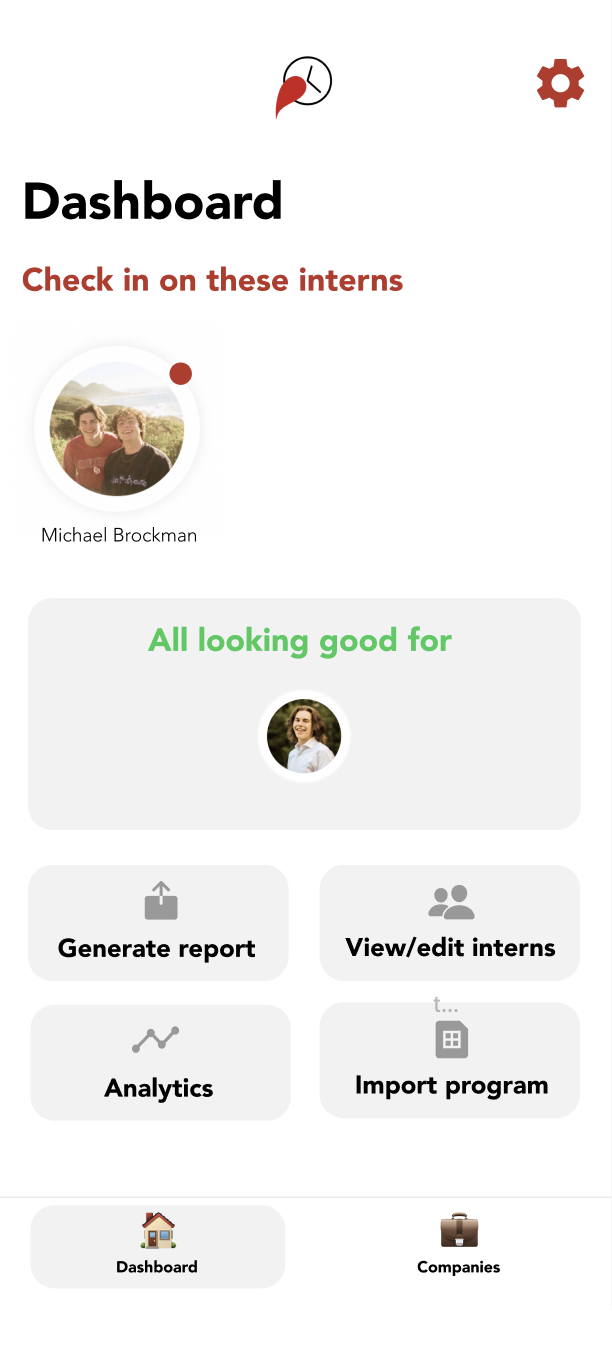 Dashboard
Check in on these interns
Michael Brockman
All looking good for
Generate report
View/edit interns
t...
Analytics
Import program
Dashboard
Companies